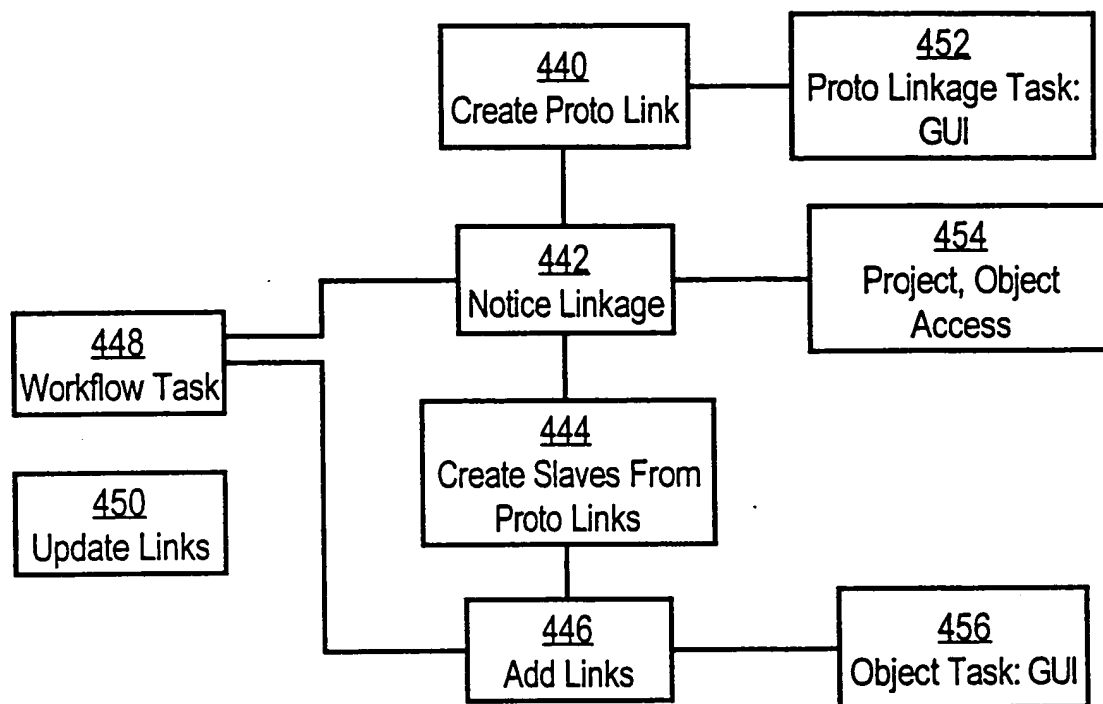 440
Create Proto Link
452
Proto Linkage Task:
GUI
442
Notice Linkage
454
Project, Object
Access
448
Workflow Task
444
Create Slaves From
Proto Links
450
Update Links
446
Add Links
456
Object Task: GUI